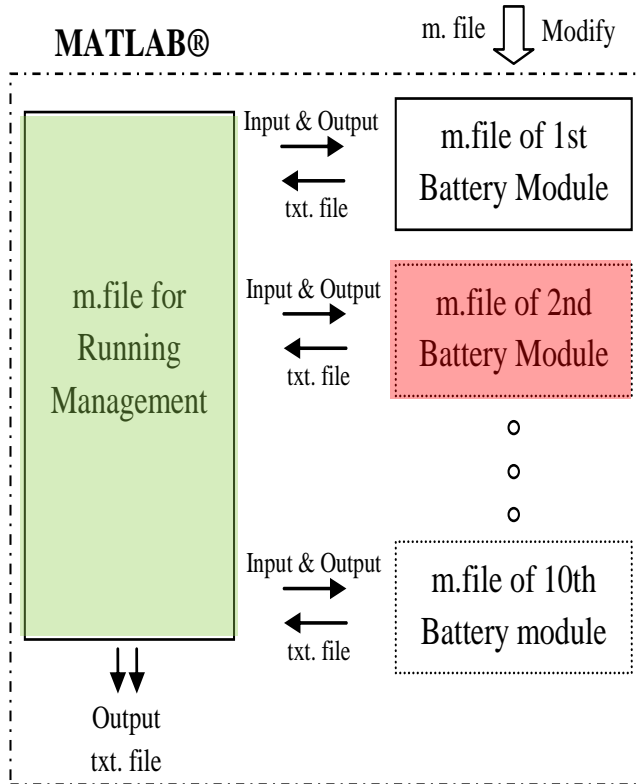 MATLAB®
m. file
Modify
m.file for
Running
Management
Input & Output
txt. file
m.file of 1st
Battery Module
Input & Output
txt. file
m.file of 2nd
Battery Module
Input & Output
txt. file
m.file of 10th
Battery module
Output
txt. file